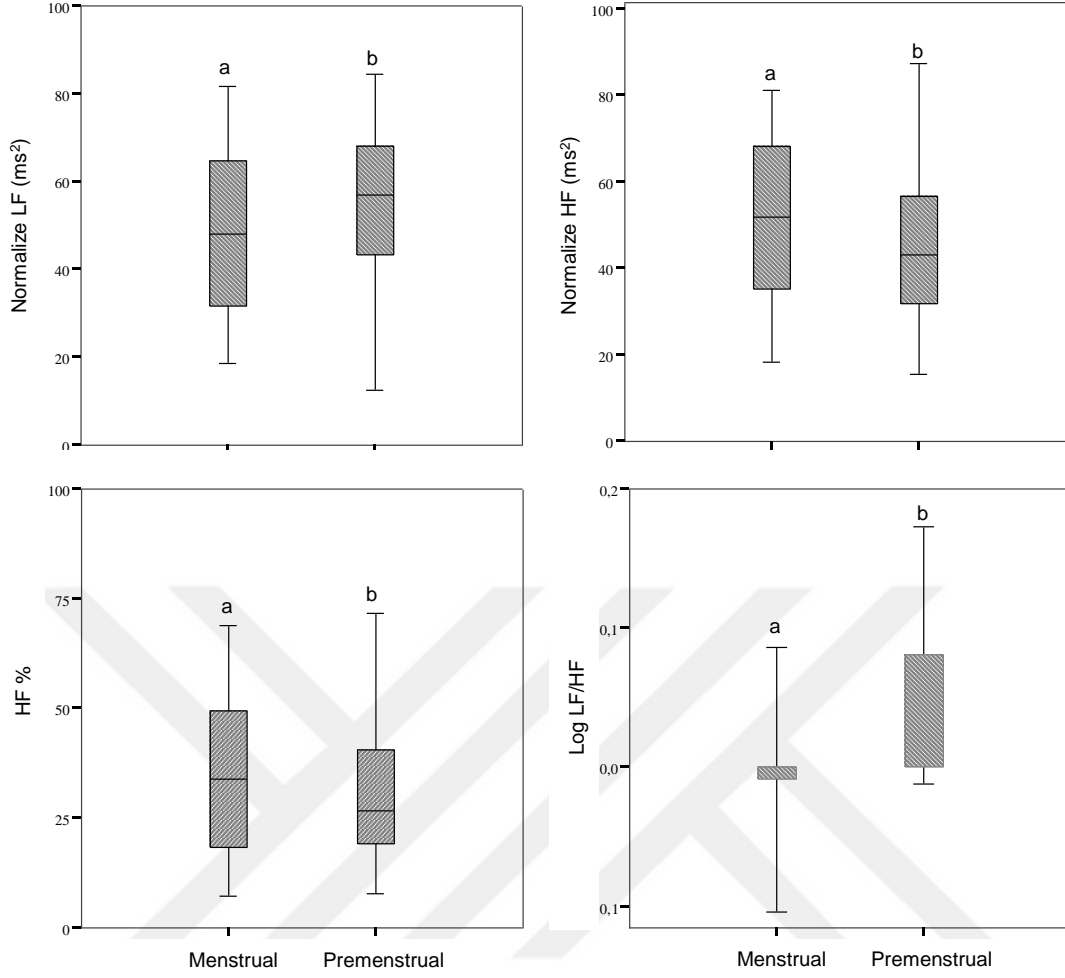 Normalize LF (ms²)
100
80
60
40
20
0
a
b
Normalize HF (ms²)
100
80
60
40
20
0
a
b
HF %
100
75
50
25
0
a
b
Menstrual Premenstrual
Log LF/HF
0,2
0,1
0,0
0,1
a
b
Menstrual Premenstrual